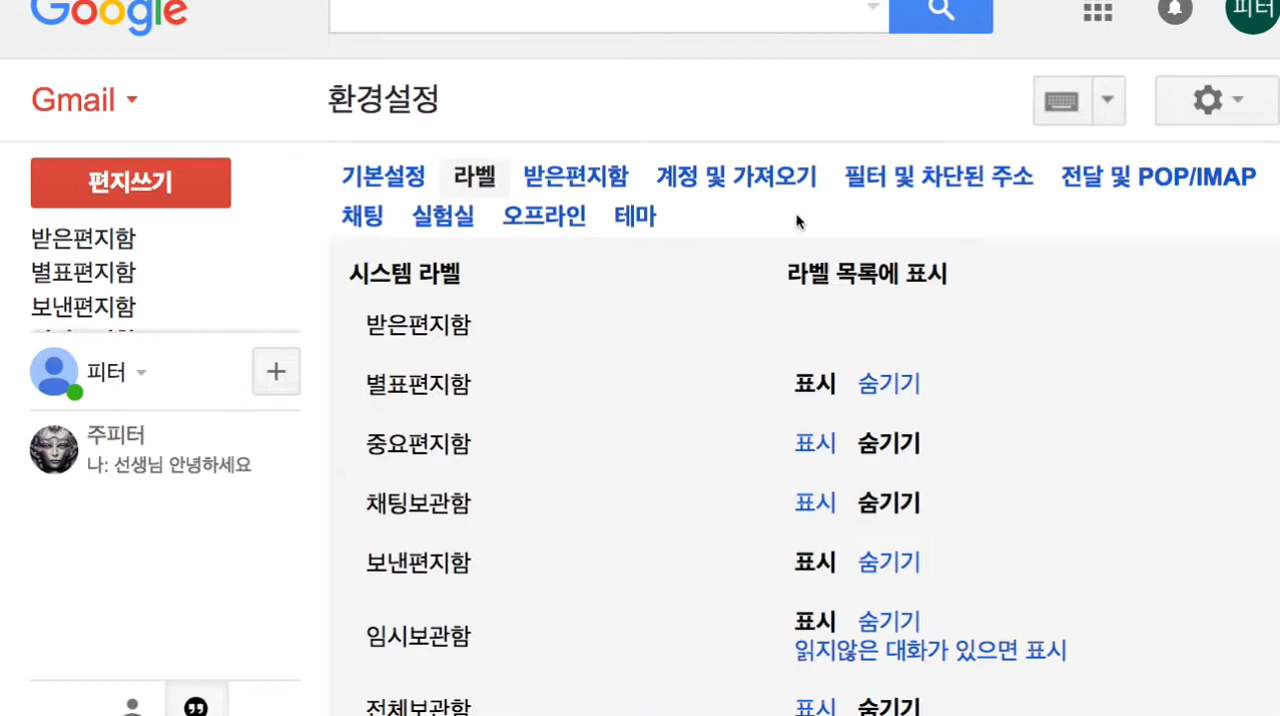 Google
피터
Gmail
환경설정
편지쓰기
기본설정 라벨 받은편지함 계정 및 가져오기 필터 및 차단된 주소 전달 및 POP/IMAP
채팅 실험실 오프라인 테마
받은편지함
별표편지함
보낸편지함
피터
주피터
나: 선생님 안녕하세요
시스템 라벨 라벨 목록에 표시
받은편지함
별표편지함 표시 숨기기
중요편지함 표시 숨기기
채팅보관함 표시 숨기기
보낸편지함 표시 숨기기
임시보관함 표시 숨기기
읽지않은 대화가 있으면 표시
전체보관함 표시 숨기기